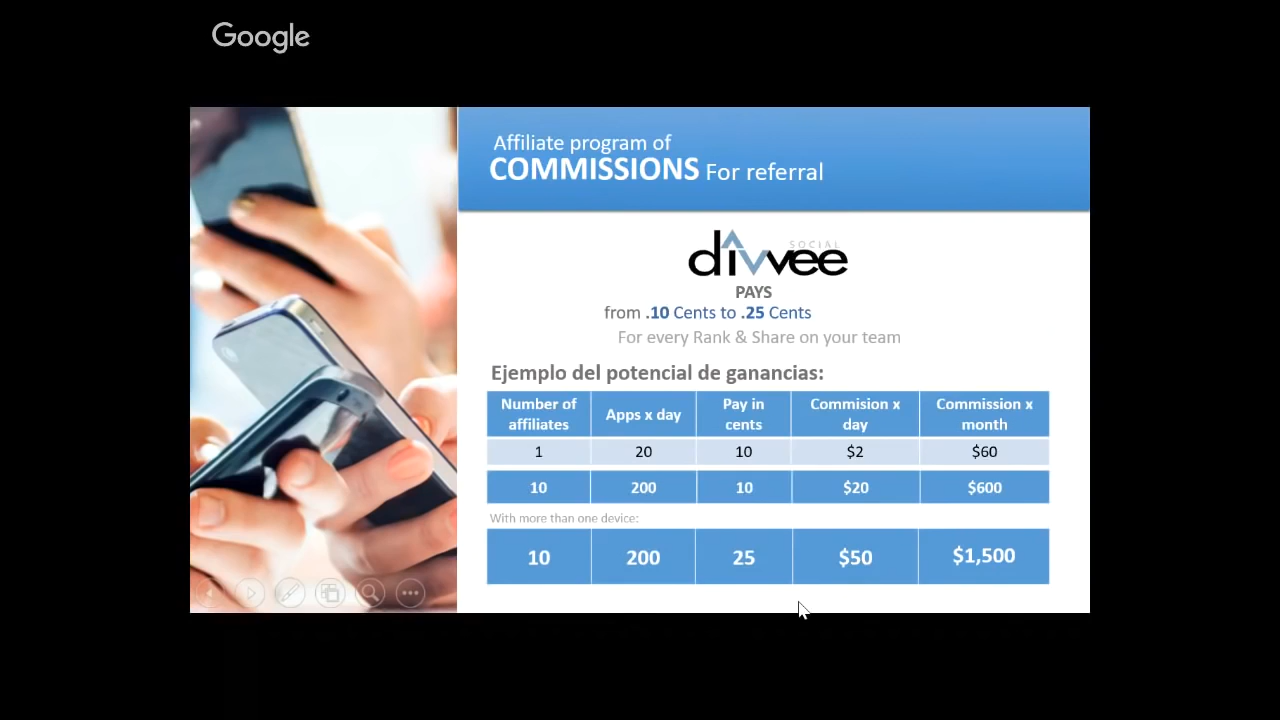 Google
Affiliate program of
COMMISSIONS For referral
divvee
SOCIAL
PAYS
from .10 Cents to .25 Cents
For every Rank & Share on your team
Ejemplo del potencial de ganancias:
Number of affiliates Apps x day Pay in cents Commision x day Commission x month
1 20 10 $2 $60
10 200 10 $20 $600
With more than one device:
10 200 25 $50 $1,500